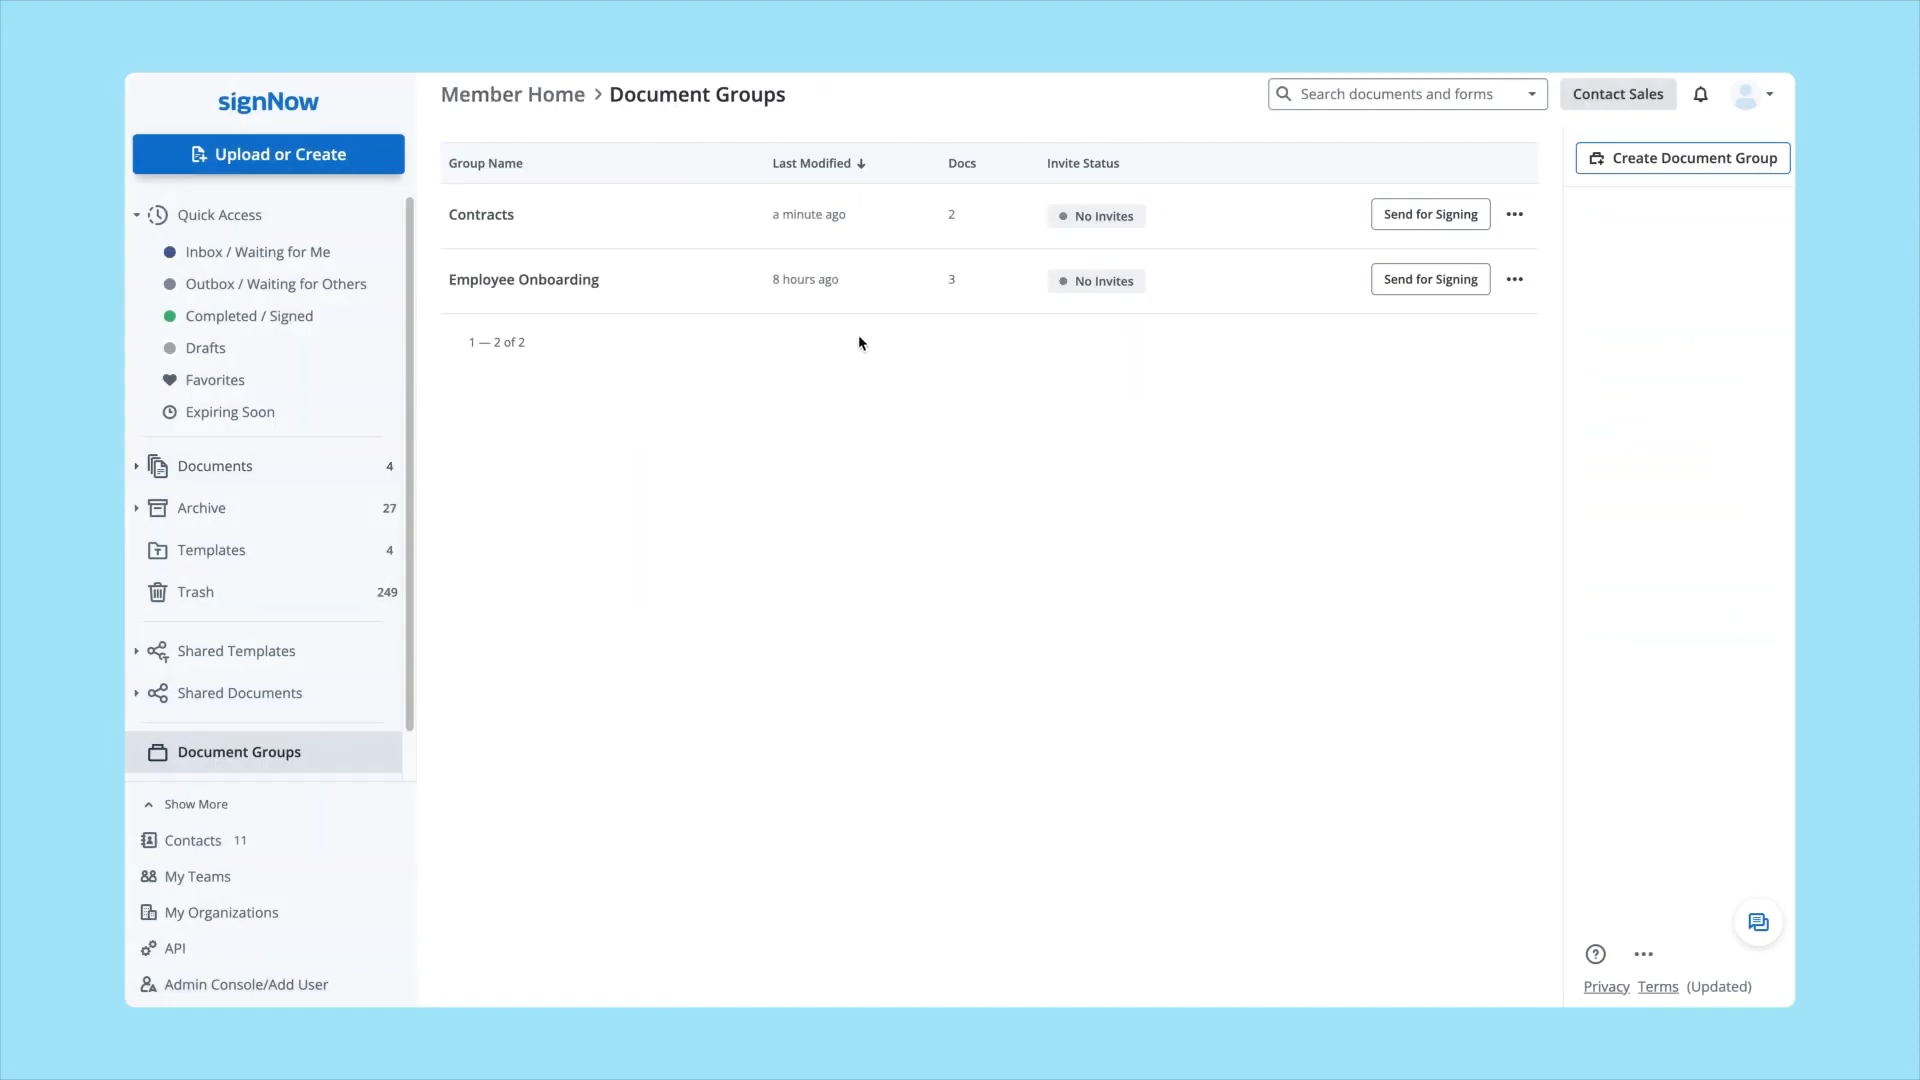 signNow
Member Home > Document Groups
Search documents and forms
Contact Sales
Upload or Create
Quick Access
Inbox / Waiting for Me
Outbox / Waiting for Others
Completed / Signed
Drafts
Favorites
Expiring Soon
Documents 4
Archive 27
Templates 4
Trash 249
Shared Templates
Shared Documents
Document Groups
Show More
Contacts 11
My Teams
My Organizations
API
Admin Console/Add User
Group Name Last Modified ↓ Docs Invite Status
Contracts a minute ago 2 No Invites Send for Signing
Employee Onboarding 8 hours ago 3 No Invites Send for Signing
1 — 2 of 2
Create Document Group
Privacy Terms (Updated)